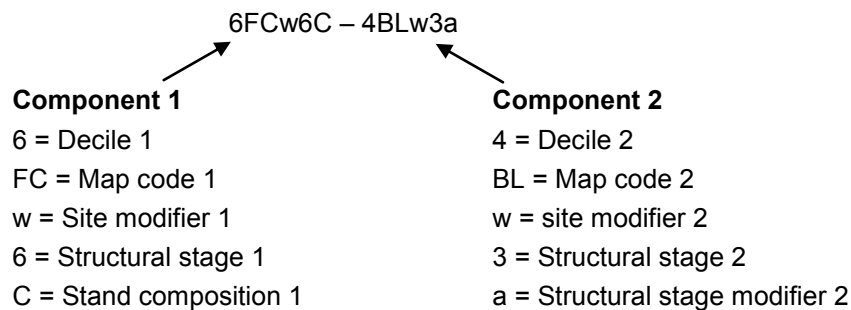 6FCw6C – 4BLw3a
Component 1
6 = Decile 1
FC = Map code 1
w = Site modifier 1
6 = Structural stage 1
C = Stand composition 1
Component 2
4 = Decile 2
BL = Map code 2
w = site modifier 2
3 = Structural stage 2
a = Structural stage modifier 2